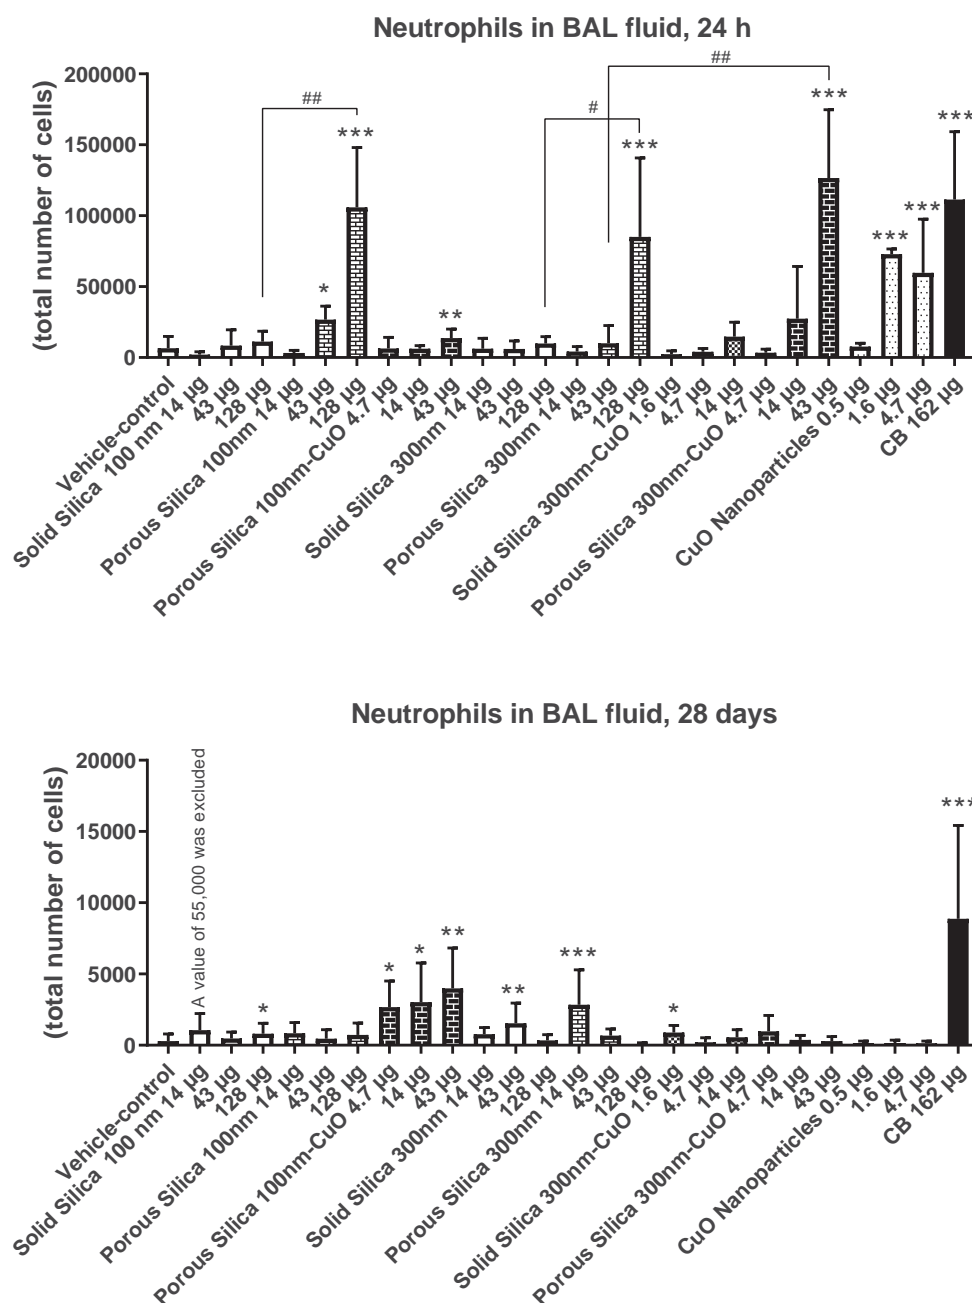 Neutrophils in BAL fluid, 24 h
(total number of cells)
200000
150000
100000
50000
0
##
#
##
***
*
**
***
***
***
***
***
Vehicle-control
Solid Silica 100 nm 14 µg
43 µg
128 µg
Porous Silica 100nm 14 µg
43 µg
128 µg
Porous Silica 100nm-CuO 4.7 µg
14 µg
43 µg
Solid Silica 300nm 14 µg
43 µg
128 µg
Porous Silica 300nm 14 µg
43 µg
128 µg
Solid Silica 300nm-CuO 1.6 µg
4.7 µg
14 µg
Porous Silica 300nm-CuO 4.7 µg
14 µg
43 µg
CuO Nanoparticles 0.5 µg
1.6 µg
4.7 µg
CB 162 µg
Neutrophils in BAL fluid, 28 days
(total number of cells)
20000
15000
10000
5000
0
A value of 55,000 was excluded
*
*
*
**
**
***
*
***
Vehicle-control
Solid Silica 100 nm 14 µg
43 µg
128 µg
Porous Silica 100nm 14 µg
43 µg
128 µg
Porous Silica 100nm-CuO 4.7 µg
14 µg
43 µg
Solid Silica 300nm 14 µg
43 µg
128 µg
Porous Silica 300nm 14 µg
43 µg
128 µg
Solid Silica 300nm-CuO 1.6 µg
4.7 µg
14 µg
Porous Silica 300nm-CuO 4.7 µg
14 µg
43 µg
CuO Nanoparticles 0.5 µg
1.6 µg
4.7 µg
CB 162 µg